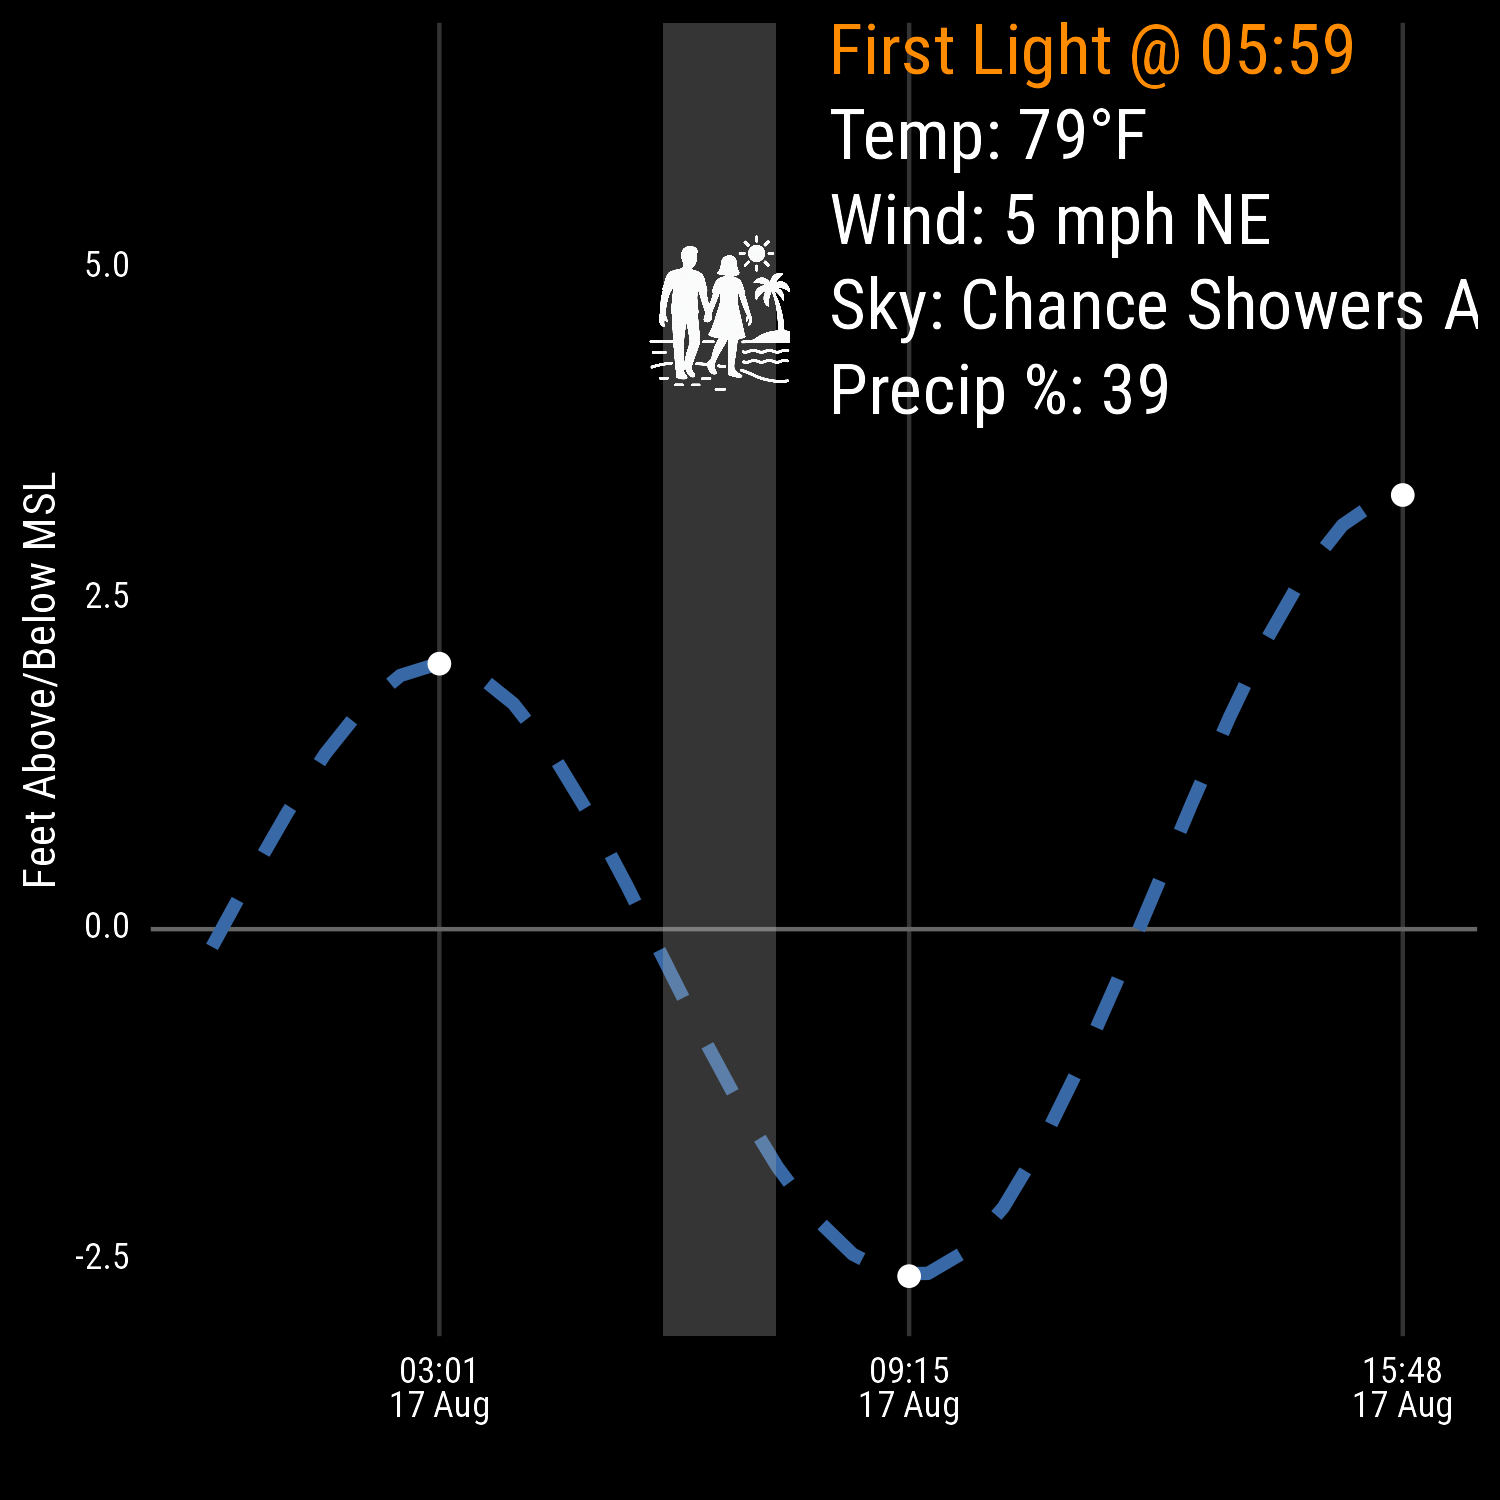 First Light @ 05:59
Temp: 79°F
Wind: 5 mph NE
Sky: Chance Showers A
Precip %: 39
Feet Above/Below MSL
5.0
2.5
0.0
-2.5
03:01
17 Aug
09:15
17 Aug
15:48
17 Aug